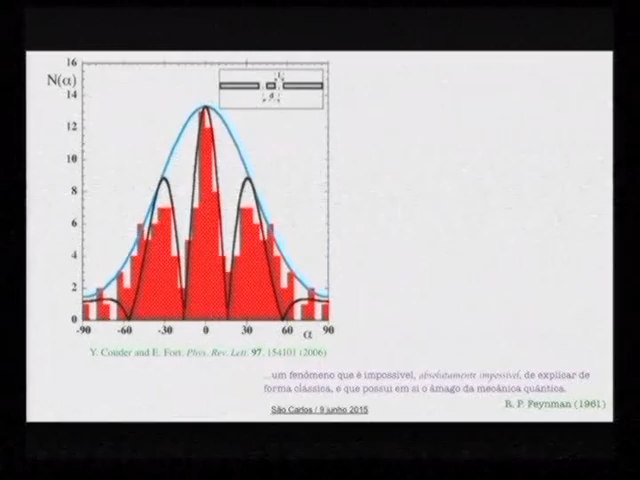 N(α)
16
14
12
10
8
6
4
2
0
-90
-60
-30
0
30
60
90
α
Y. Couder and E. Fort. Phys. Rev. Lett. 97, 154101 (2006)
...um fenômeno que é impossível, absolutamente impossível, de explicar de
forma clássica, e que possui em si o âmago da mecânica quântica.
R. P. Feynman (1961)
São Carlos / 9 junho 2015